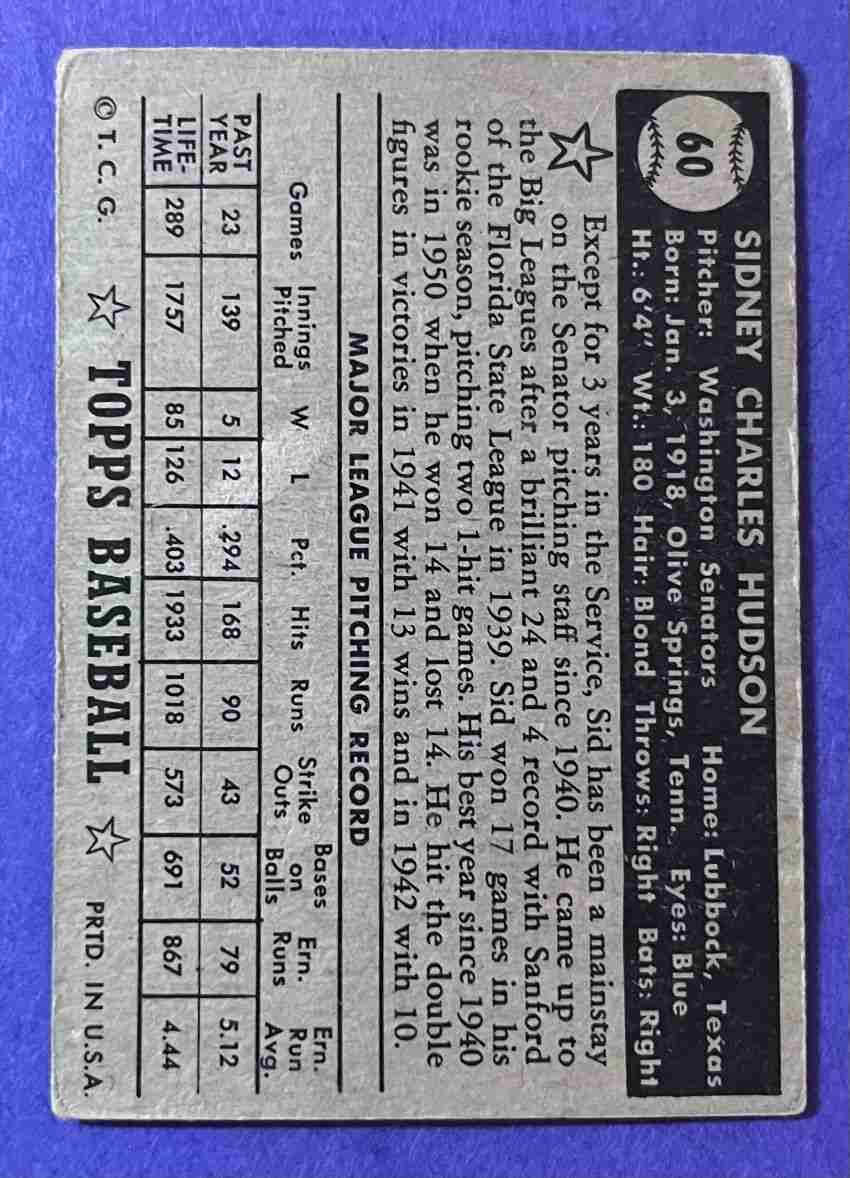 60
SIDNEY CHARLES HUDSON
Pitcher: Washington Senators Home: Lubbock, Texas
Born: Jan. 3, 1918, Olive Springs, Tenn. Eyes: Blue
Ht.: 6'4" Wt.: 180 Hair: Blond Throws: Right Bats: Right
Except for 3 years in the Service, Sid has been a mainstay
on the Senator pitching staff since 1940. He came up to
the Big Leagues after a brilliant 24 and 4 record with Sanford
of the Florida State League in 1939. Sid won 17 games in his
rookie season, pitching two 1-hit games. His best year since 1940
was in 1950 when he won 14 and lost 14. He hit the double
figures in victories in 1941 with 13 wins and in 1942 with 10.
MAJOR LEAGUE PITCHING RECORD
Games Innings Pitched W L Pct. Hits Runs Strike Outs Bases on Balls Ern. Runs Ern. Run Avg.
PAST YEAR 23 139 5 12 .294 168 90 43 52 79 5.12
LIFE-TIME 289 1757 85 126 .403 1933 1018 573 691 867 4.44
© T. C. G. ☆ TOPPS BASEBALL ☆ PRTD. IN U.S.A.